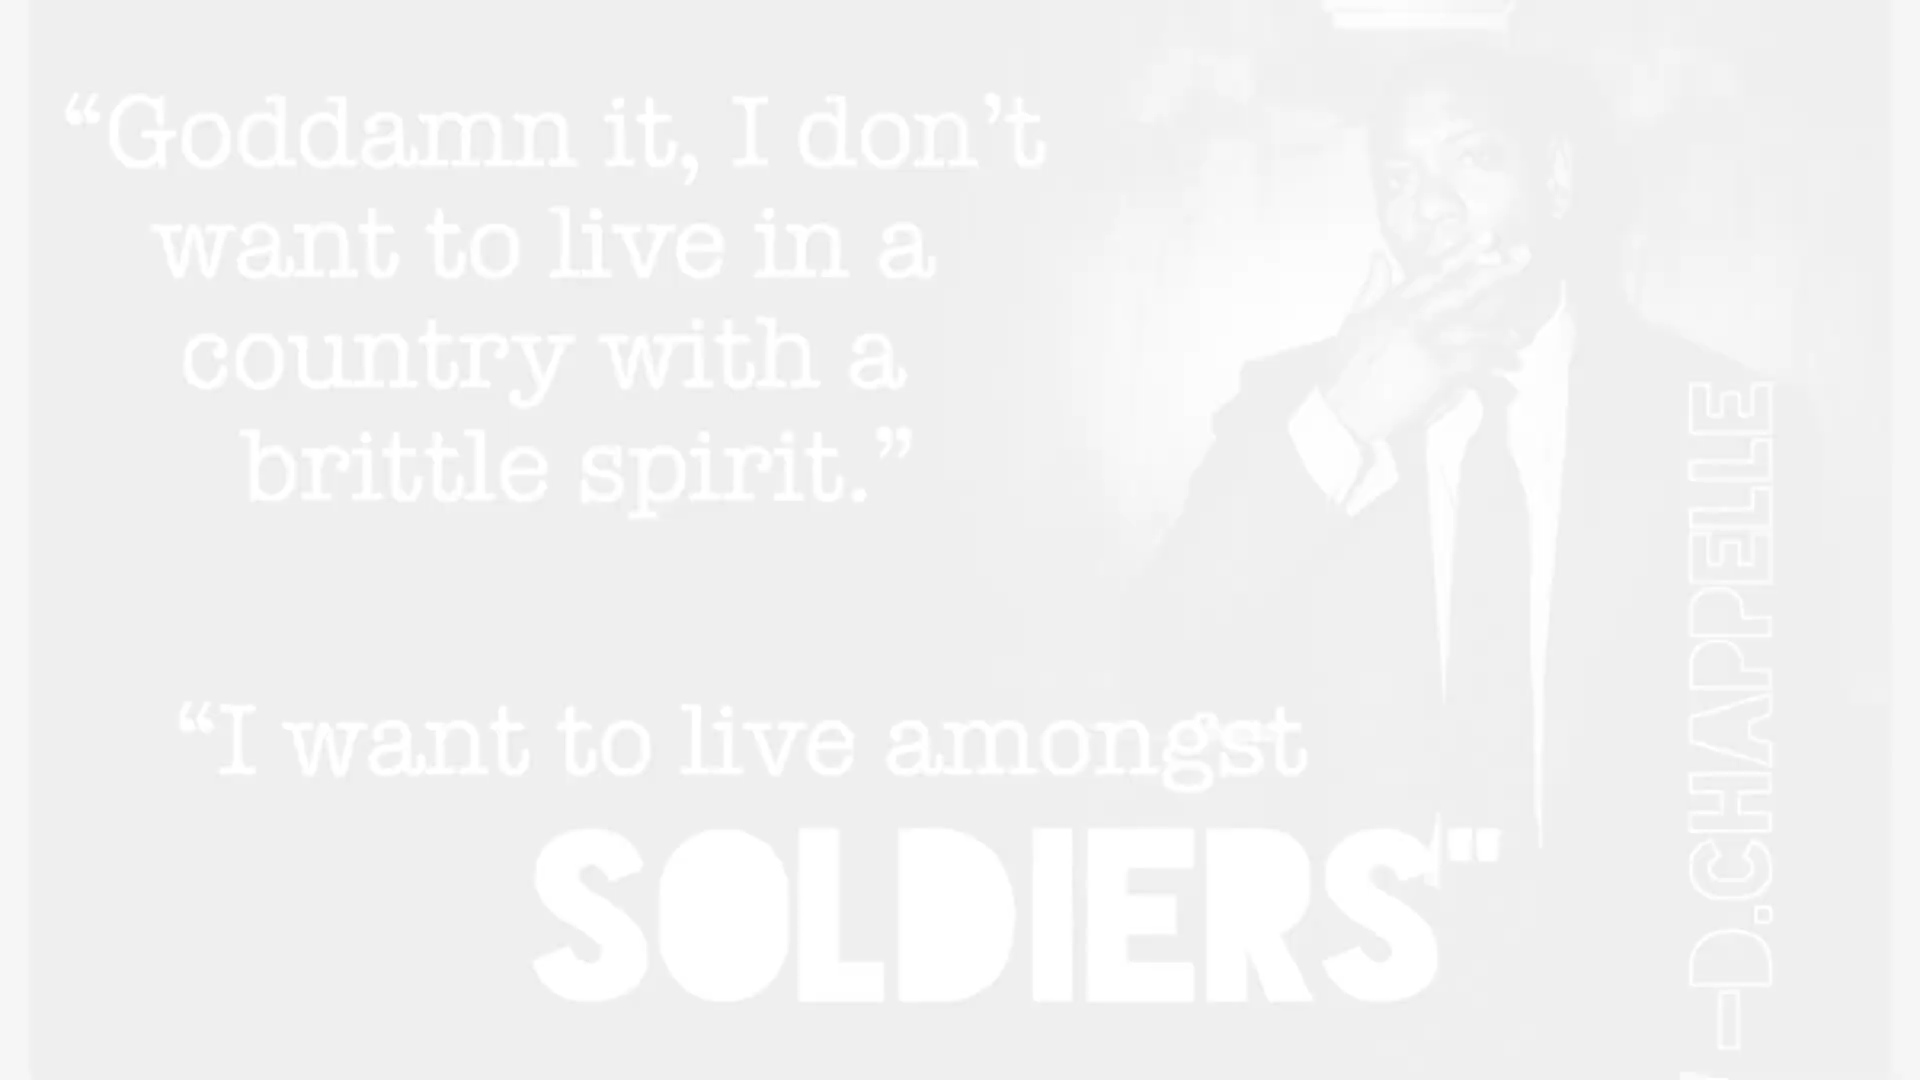 “Goddamn it, I don’t
want to live in a
country with a
brittle spirit.”
“I want to live amongst
SOLDIERS"
–D.CHAPPELLE